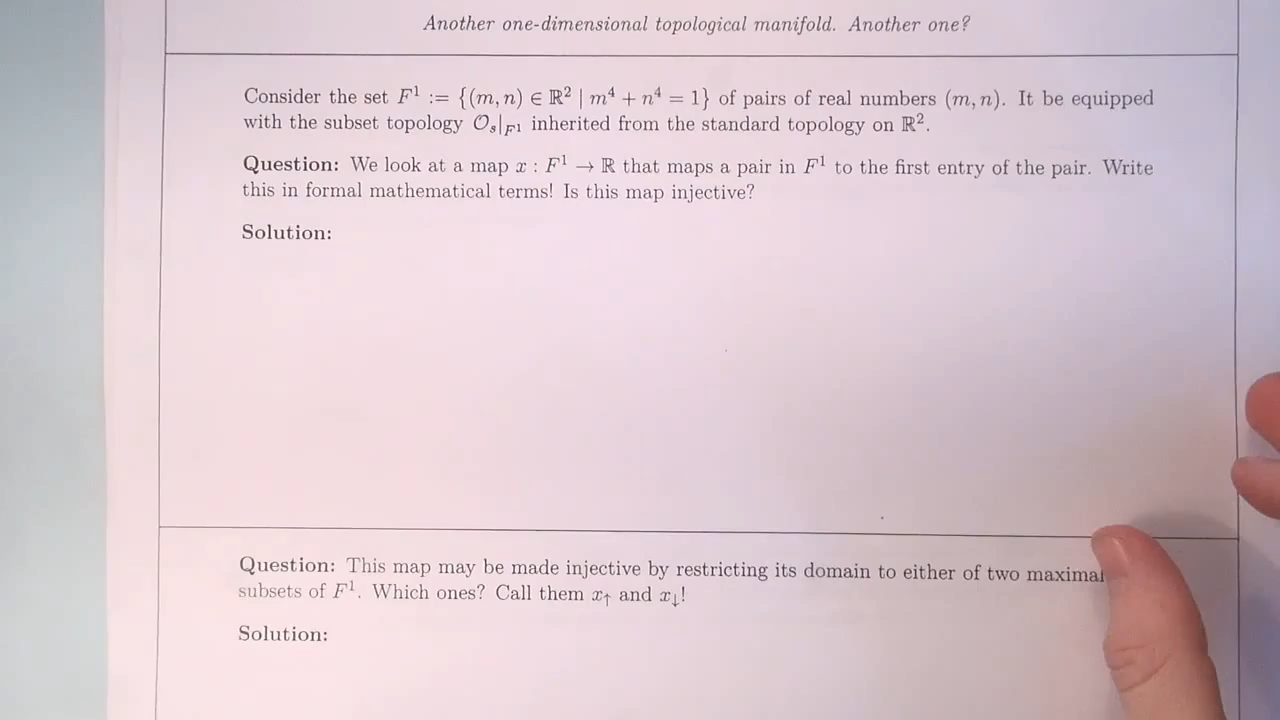 Another one-dimensional topological manifold. Another one?
Consider the set F¹ := {(m, n) ∈ ℝ² | m⁴ + n⁴ = 1} of pairs of real numbers (m, n). It be equipped
with the subset topology 𝒪ₛ|_F¹ inherited from the standard topology on ℝ².
Question: We look at a map x : F¹ → ℝ that maps a pair in F¹ to the first entry of the pair. Write
this in formal mathematical terms! Is this map injective?
Solution:
Question: This map may be made injective by restricting its domain to either of two maximal
subsets of F¹. Which ones? Call them x↑ and x↓!
Solution: